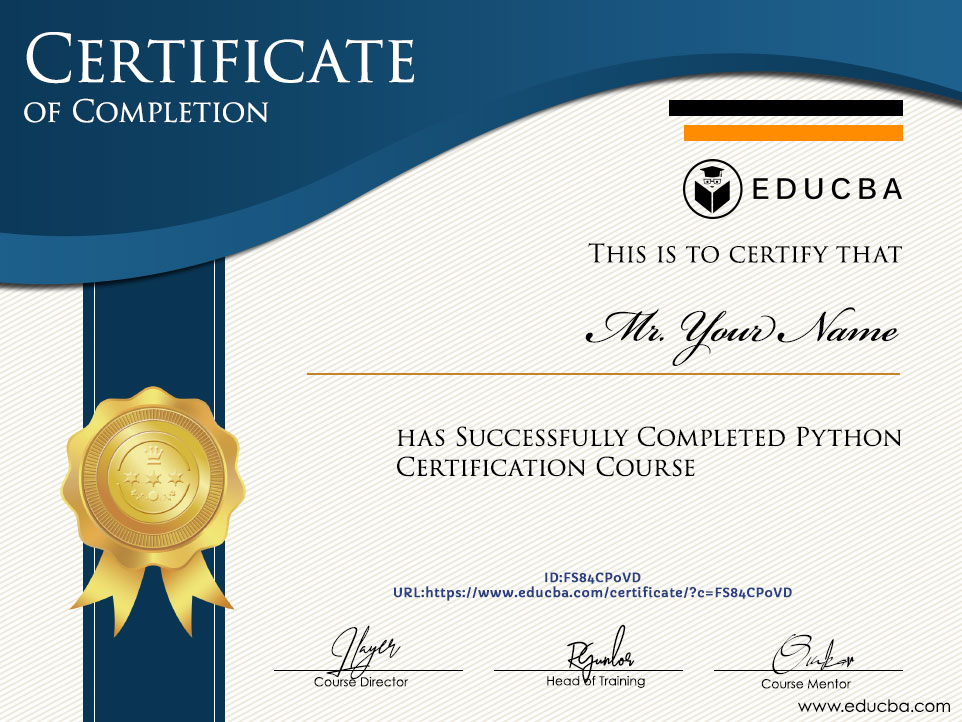 CERTIFICATE
OF COMPLETION
EDUCBA
THIS IS TO CERTIFY THAT
Mr. Your Name
HAS SUCCESSFULLY COMPLETED PYTHON
CERTIFICATION COURSE
ID:FS84CPoVD
URL:https://www.educba.com/certificate/?c=FS84CPoVD
Course Director
Head of Training
Course Mentor
www.educba.com